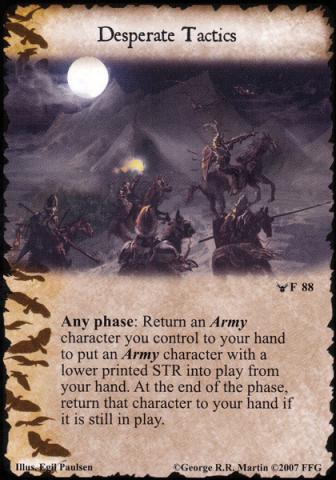 Desperate Tactics
F 88
Any phase: Return an Army
character you control to your hand
to put an Army character with a
lower printed STR into play from
your hand. At the end of the phase,
return that character to your hand if
it is still in play.
Illus. Egil Paulsen ©George R.R. Martin ©2007 FFG